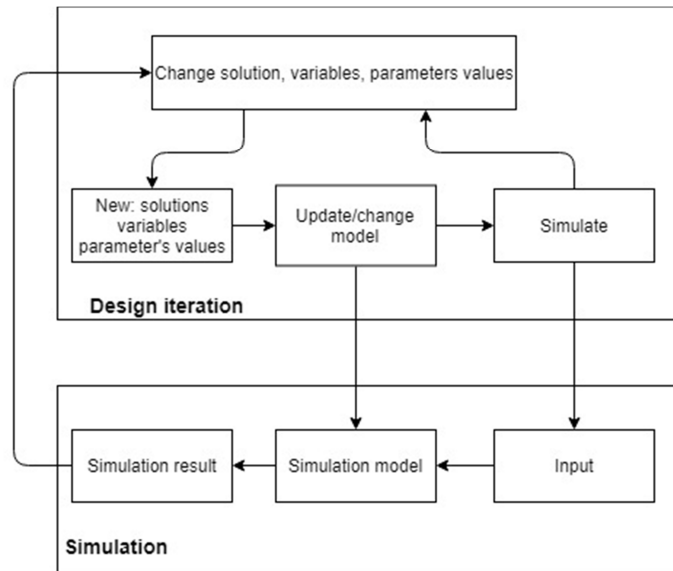 Change solution, variables, parameters values
New: solutions
variables
parameter's values
Update/change
model
Simulate
Design iteration
Simulation result
Simulation model
Input
Simulation